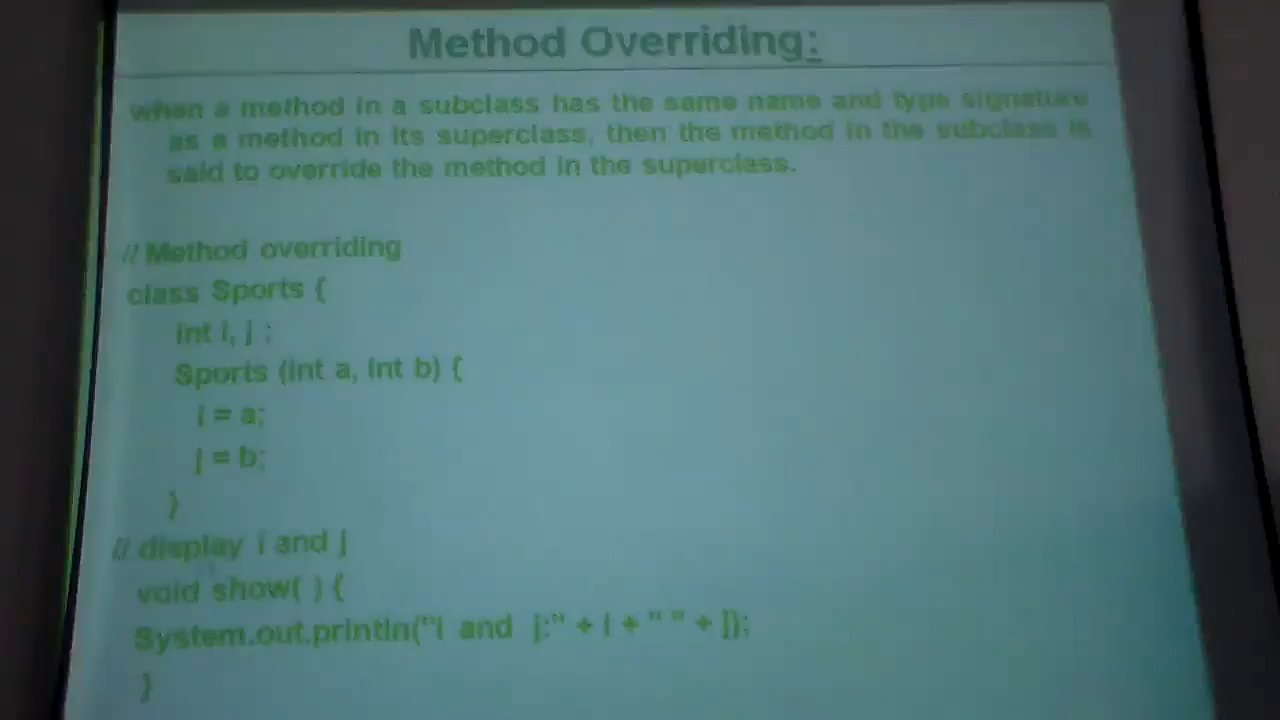 Method Overriding:
when a method in a subclass has the same name and type signature
as a method in its superclass, then the method in the subclass is
said to override the method in the superclass.
// Method overriding
class Sports {
int i, j ;
Sports (int a, int b) {
i = a;
j = b;
}
// display i and j
void show( ) {
System.out.println("i and j:" + i + " " + j);
}